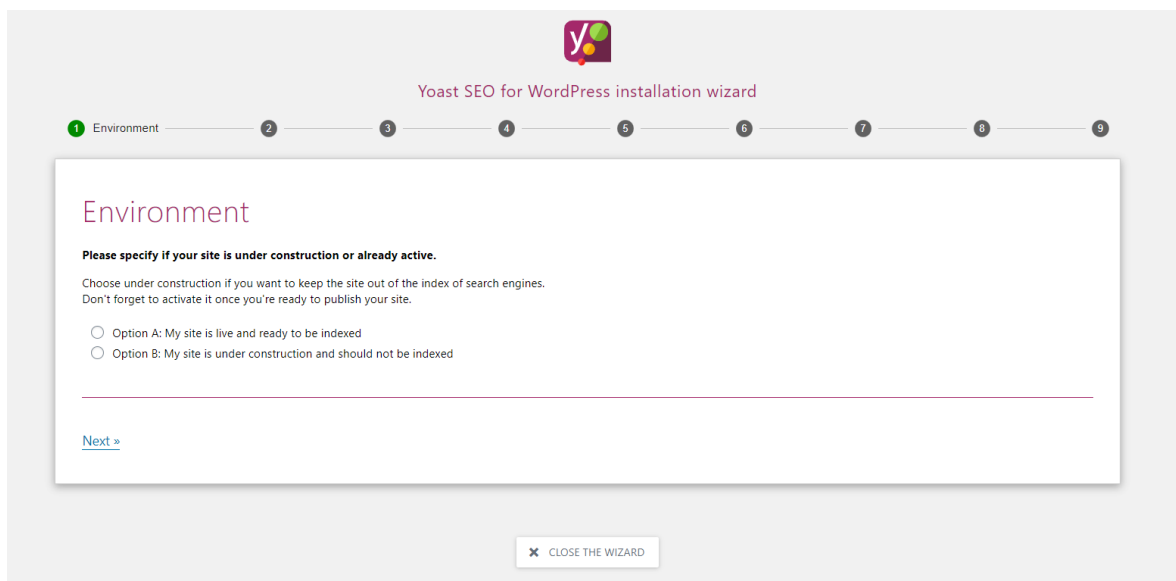 y
Yoast SEO for WordPress installation wizard
1 Environment 2 3 4 5 6 7 8 9
Environment
Please specify if your site is under construction or already active.
Choose under construction if you want to keep the site out of the index of search engines.
Don't forget to activate it once you're ready to publish your site.
Option A: My site is live and ready to be indexed
Option B: My site is under construction and should not be indexed
Next »
CLOSE THE WIZARD